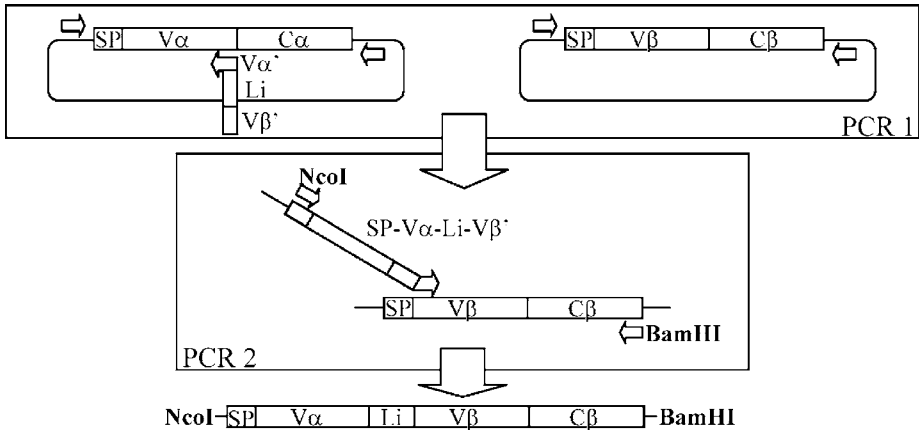 SP Vα Cα
SP Vβ Cβ
Vα'
Li
Vβ'
PCR 1
NcoI
SP-Vα-Li-Vβ'
SP Vβ Cβ
BamIII
PCR 2
NcoI SP Vα Li Vβ Cβ BamHI